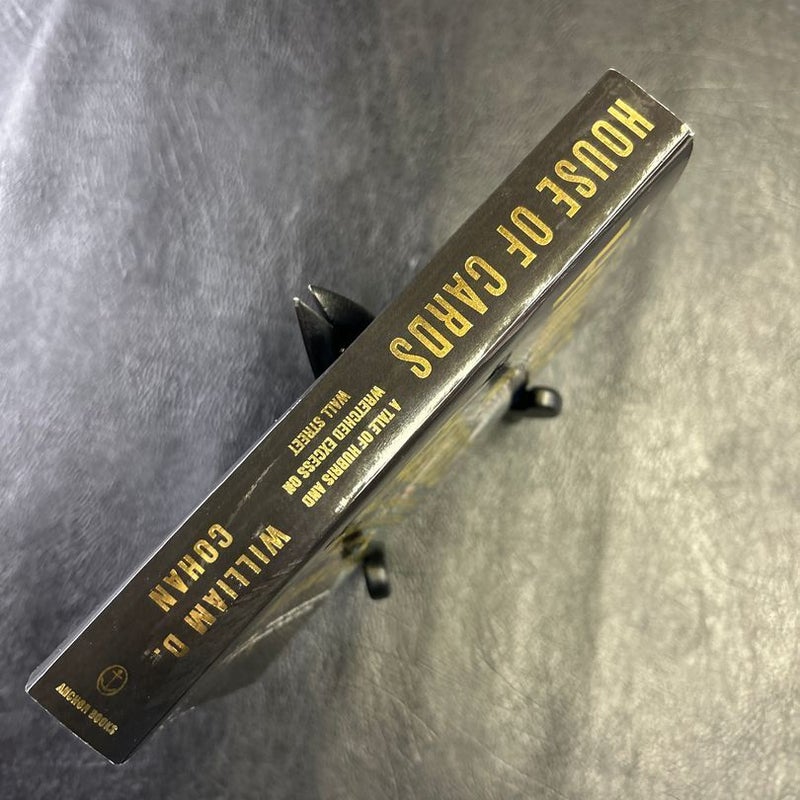 HOUSE OF CARDS
A TALE OF HUBRIS AND
WRETCHED EXCESS ON
WALL STREET
WILLIAM D.
COHAN
ANCHOR BOOKS